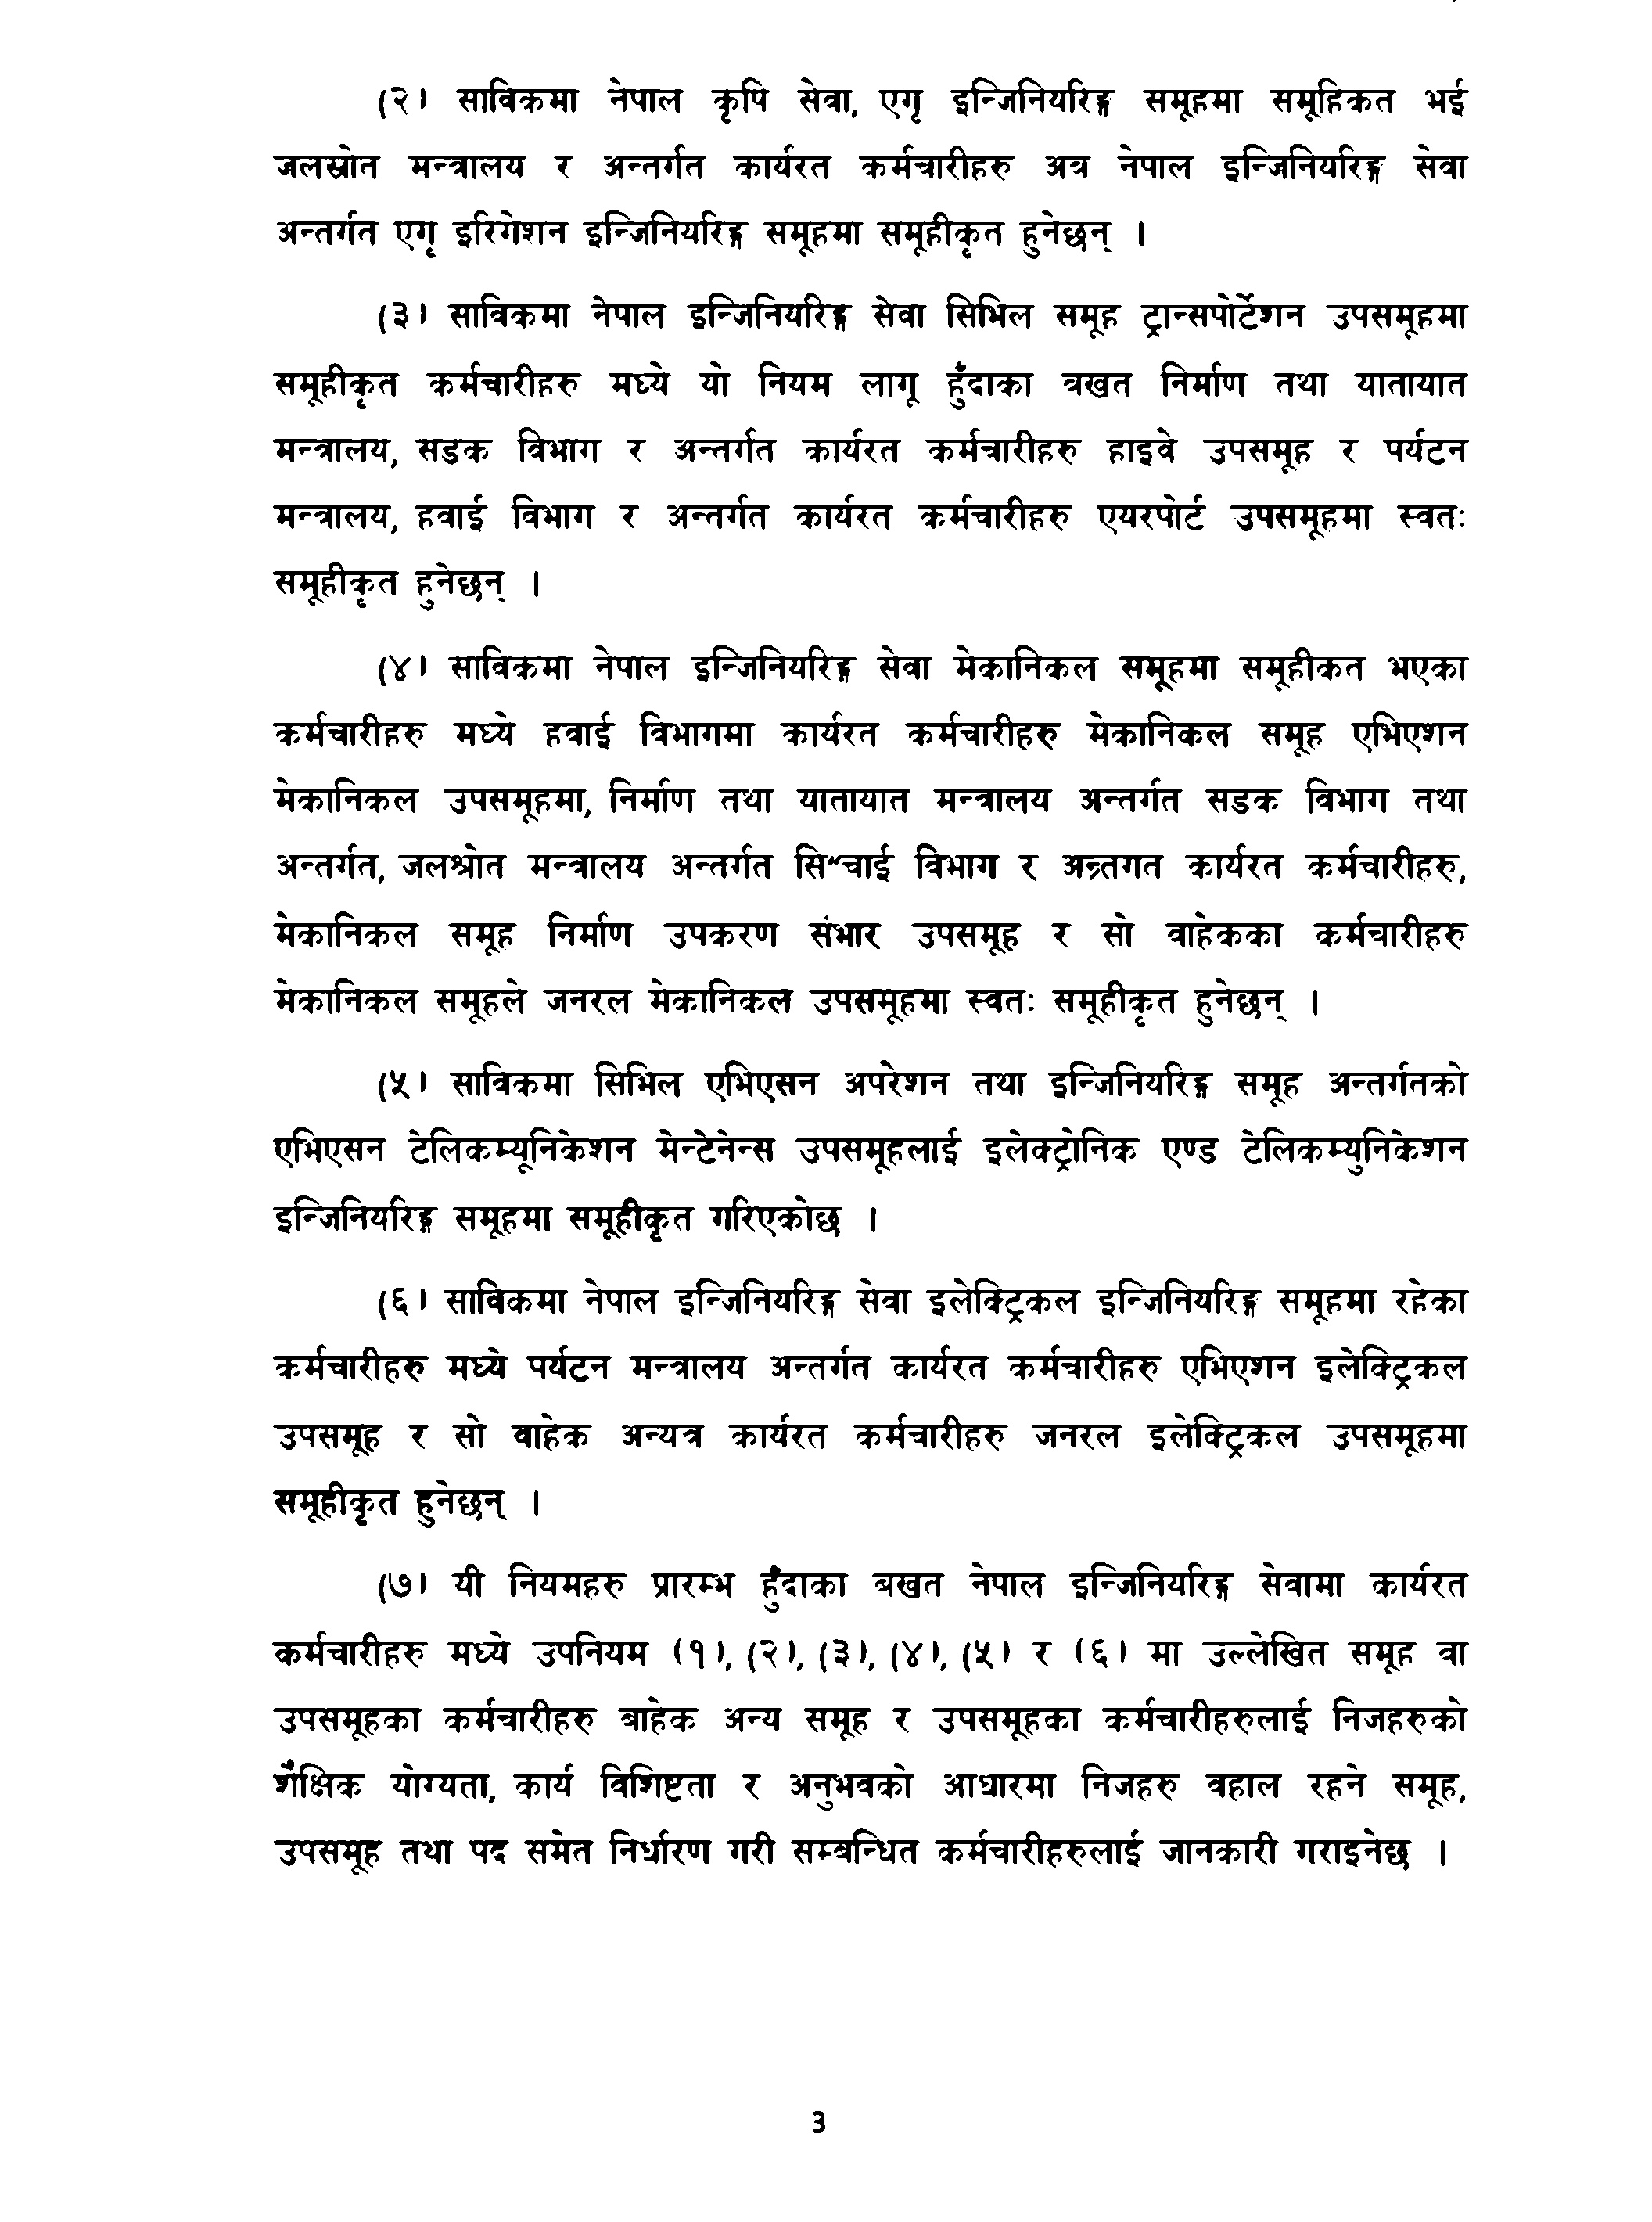 (२) साविकमा नेपाल कृषि सेवा, एगृ इन्जिनियरिङ्ग समूहमा समूहिकत भई
जलस्रोत मन्त्रालय र अन्तर्गत कार्यरत कर्मचारीहरु अब नेपाल इन्जिनियरिङ्ग सेवा
अन्तर्गत एगृ इरिगेशन इन्जिनियरिङ्ग समूहमा समूहीकृत हुनेछन् ।
(३) साविकमा नेपाल इन्जिनियरिङ्ग सेवा सिभिल समूह ट्रान्सपोर्टेशन उपसमूहमा
समूहीकृत कर्मचारीहरु मध्ये यो नियम लागू हुँदाका बखत निर्माण तथा यातायात
मन्त्रालय, सडक विभाग र अन्तर्गत कार्यरत कर्मचारीहरु हाइवे उपसमूह र पर्यटन
मन्त्रालय, हवाई विभाग र अन्तर्गत कार्यरत कर्मचारीहरु एयरपोर्ट उपसमूहमा स्वतः
समूहीकृत हुनेछन् ।
(४) साविकमा नेपाल इन्जिनियरिङ्ग सेवा मेकानिकल समूहमा समूहीकत भएका
कर्मचारीहरु मध्ये हवाई विभागमा कार्यरत कर्मचारीहरु मेकानिकल समूह एभिएशन
मेकानिकल उपसमूहमा, निर्माण तथा यातायात मन्त्रालय अन्तर्गत सडक विभाग तथा
अन्तर्गत, जलश्रोत मन्त्रालय अन्तर्गत सि"चाई विभाग र अन्त्रतगत कार्यरत कर्मचारीहरु,
मेकानिकल समूह निर्माण उपकरण संभार उपसमूह र सो बाहेकका कर्मचारीहरु
मेकानिकल समूहले जनरल मेकानिकल उपसमूहमा स्वतः समूहीकृत हुनेछन् ।
(५) साविकमा सिभिल एभिएसन अपरेशन तथा इन्जिनियरिङ्ग समूह अन्तर्गतको
एभिएसन टेलिकम्यूनिकेशन मेन्टेनेन्स उपसमूहलाई इलेक्ट्रोनिक एण्ड टेलिकम्युनिकेशन
इन्जिनियरिङ्ग समूहमा समूहीकृत गरिएकोछ ।
(६) साविकमा नेपाल इन्जिनियरिङ्ग सेवा इलेक्ट्रिकल इन्जिनियरिङ्ग समूहमा रहेका
कर्मचारीहरु मध्ये पर्यटन मन्त्रालय अन्तर्गत कार्यरत कर्मचारीहरु एभिएशन इलेक्ट्रिकल
उपसमूह र सो बाहेक अन्यत्र कार्यरत कर्मचारीहरु जनरल इलेक्ट्रिकल उपसमूहमा
समूहीकृत हुनेछन् ।
(७) यी नियमहरु प्रारम्भ हुँदाका बखत नेपाल इन्जिनियरिङ्ग सेवामा कार्यरत
कर्मचारीहरु मध्ये उपनियम (१), (२), (३), (४), (५) र (६) मा उल्लेखित समूह वा
उपसमूहका कर्मचारीहरु बाहेक अन्य समूह र उपसमूहका कर्मचारीहरुलाई निजहरुको
शैक्षिक योग्यता, कार्य विशिष्टता र अनुभवको आधारमा निजहरु बहाल रहने समूह,
उपसमूह तथा पद समेत निर्धारण गरी सम्बन्धित कर्मचारीहरुलाई जानकारी गराइनेछ ।
३